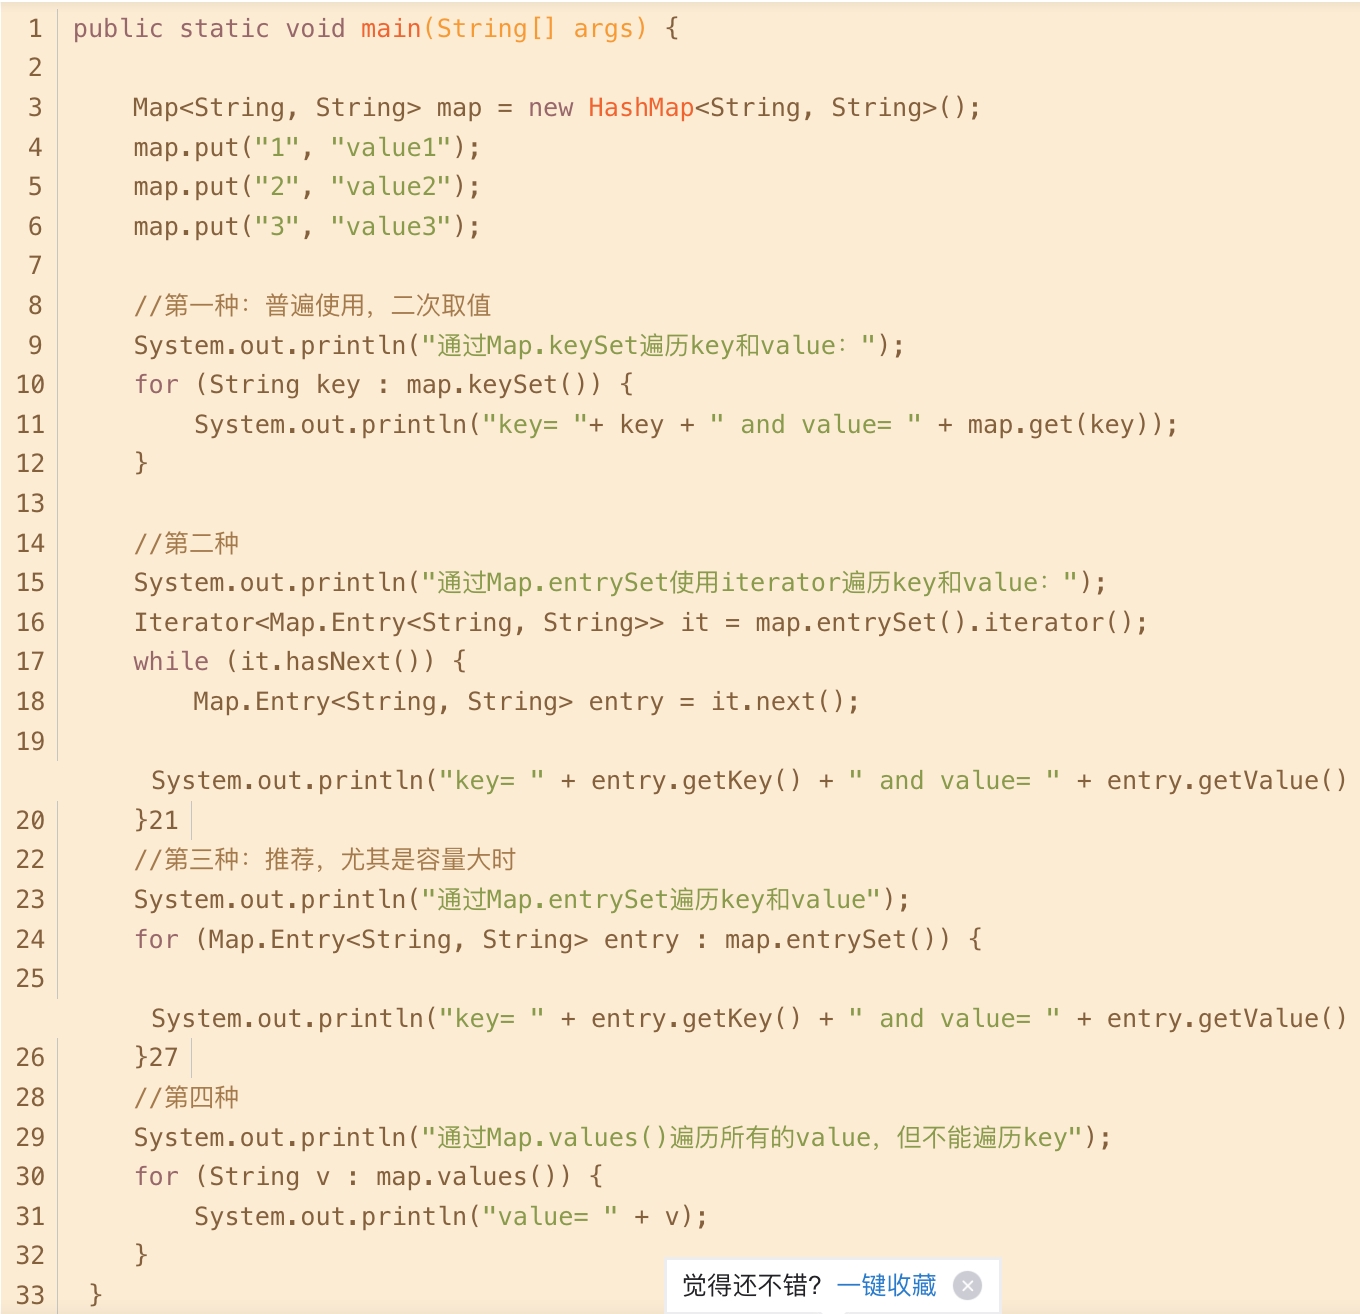 1 public static void main(String[] args) {
2
3 Map<String, String> map = new HashMap<String, String>();
4 map.put("1", "value1");
5 map.put("2", "value2");
6 map.put("3", "value3");
7
8 //第一种：普遍使用，二次取值
9 System.out.println("通过Map.keySet遍历key和value：");
10 for (String key : map.keySet()) {
11 System.out.println("key= "+ key + " and value= " + map.get(key));
12 }
13
14 //第二种
15 System.out.println("通过Map.entrySet使用iterator遍历key和value：");
16 Iterator<Map.Entry<String, String>> it = map.entrySet().iterator();
17 while (it.hasNext()) {
18 Map.Entry<String, String> entry = it.next();
19
System.out.println("key= " + entry.getKey() + " and value= " + entry.getValue()
20 }21
22 //第三种：推荐，尤其是容量大时
23 System.out.println("通过Map.entrySet遍历key和value");
24 for (Map.Entry<String, String> entry : map.entrySet()) {
25
System.out.println("key= " + entry.getKey() + " and value= " + entry.getValue()
26 }27
28 //第四种
29 System.out.println("通过Map.values()遍历所有的value，但不能遍历key");
30 for (String v : map.values()) {
31 System.out.println("value= " + v);
32 }
33 }
觉得还不错? 一键收藏